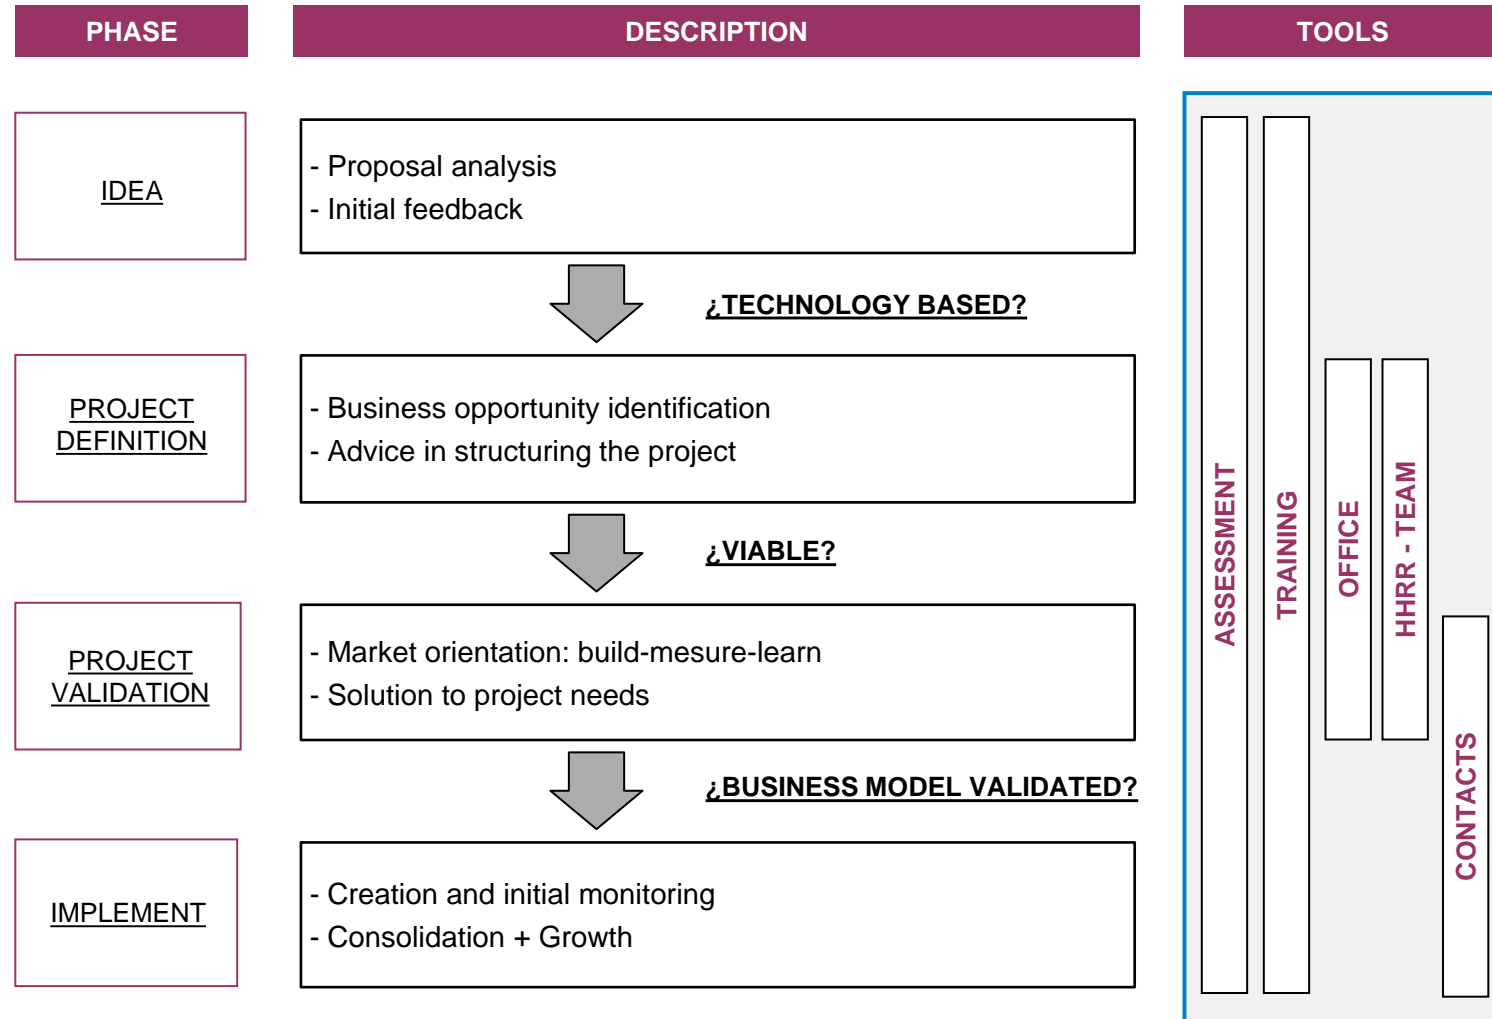 PHASE
DESCRIPTION
TOOLS
IDEA
- Proposal analysis
- Initial feedback
¿TECHNOLOGY BASED?
PROJECT
DEFINITION
- Business opportunity identification
- Advice in structuring the project
¿VIABLE?
PROJECT
VALIDATION
- Market orientation: build-mesure-learn
- Solution to project needs
¿BUSINESS MODEL VALIDATED?
IMPLEMENT
- Creation and initial monitoring
- Consolidation + Growth
ASSESSMENT
TRAINING
OFFICE
HHRR - TEAM
CONTACTS